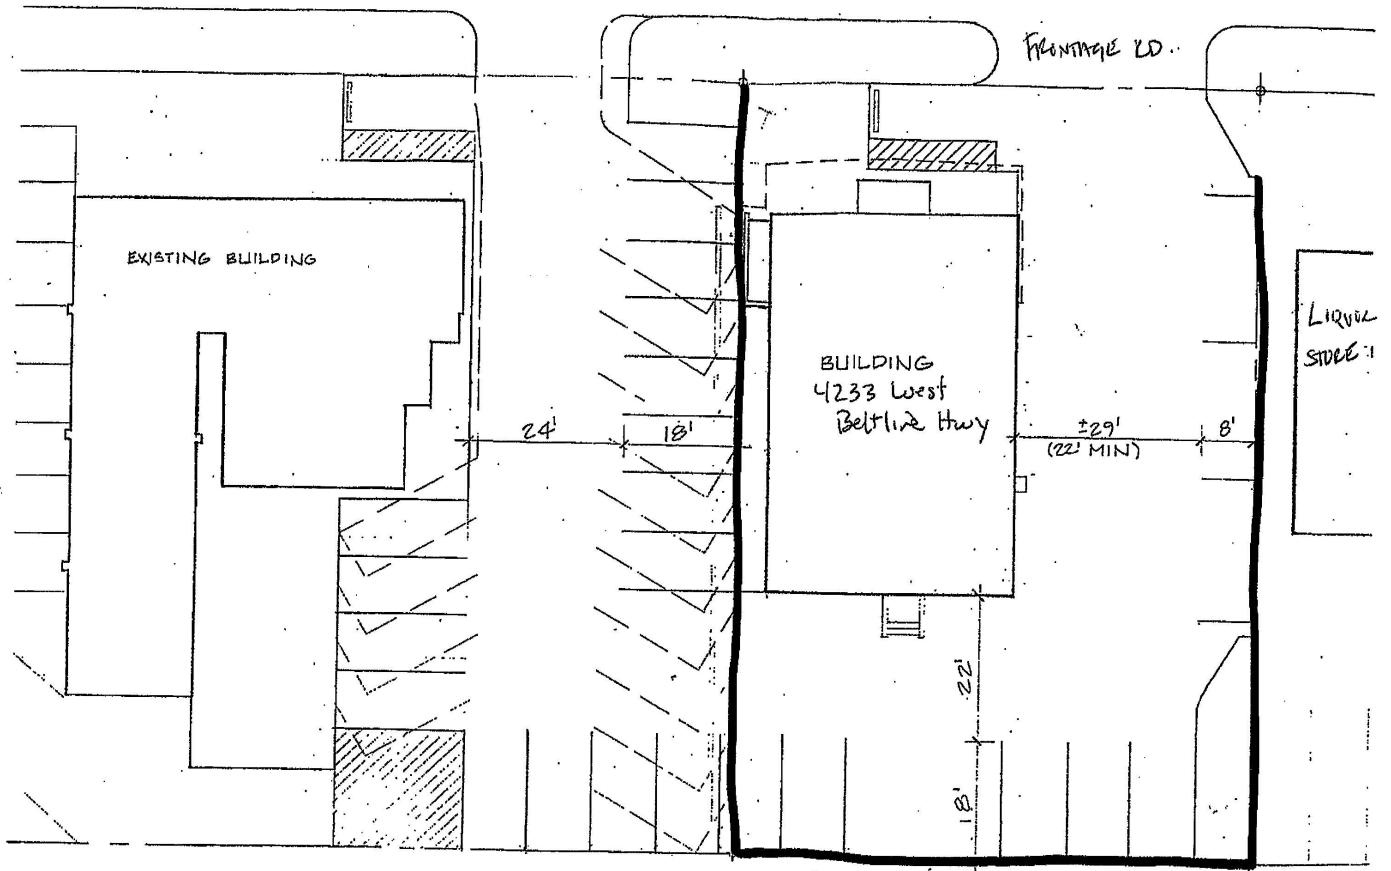 FRONTAGE RD.
EXISTING BUILDING
LIQUOR
STORE
BUILDING
4233 West
Beltline Hwy
24'
18'
±29'
8'
(22' MIN)
22'
18'